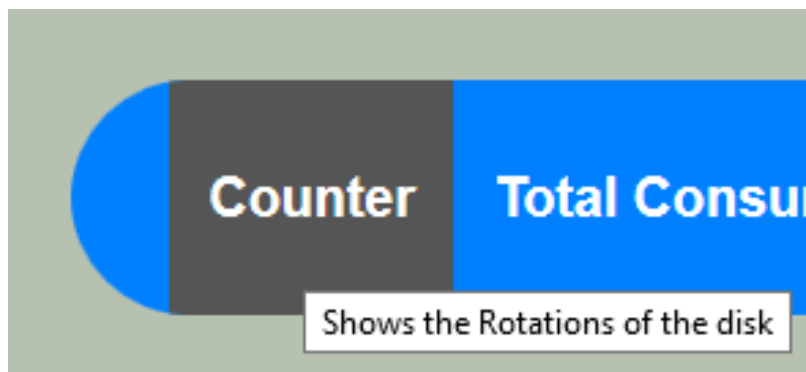 Counter
Total Consu
Shows the Rotations of the disk